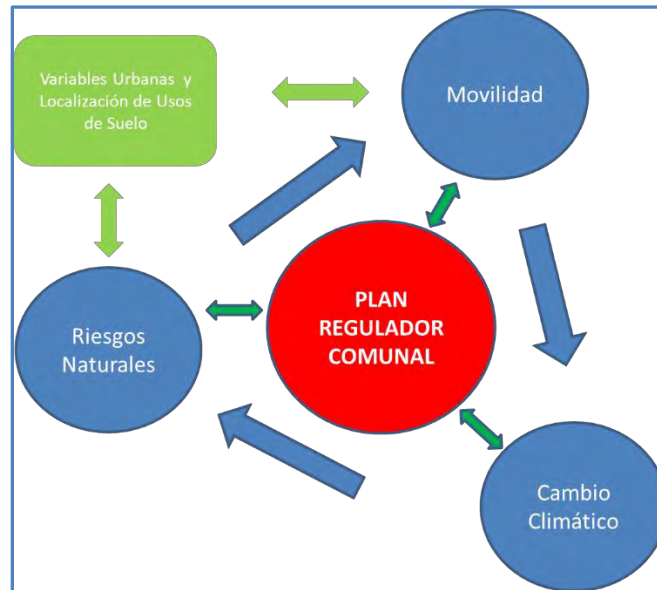 Variables Urbanas y
Localización de Usos
de Suelo
Movilidad
PLAN
REGULADOR
COMUNAL
Riesgos
Naturales
Cambio
Climático